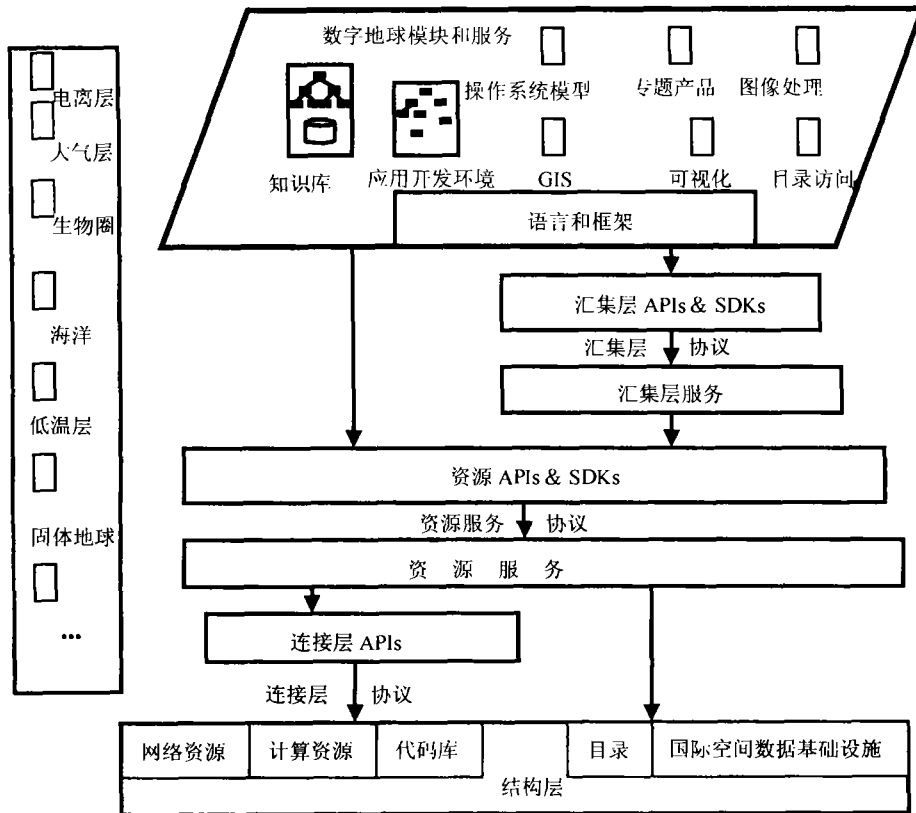 电离层
大气层
生物圈
海洋
低温层
固体地球
...
数字地球模块和服务
操作系统模型
专题产品
图像处理
知识库
应用开发环境
GIS
可视化
目录访问
语言和框架
汇集层 APIs & SDKs
汇集层 协议
汇集层服务
资源 APIs & SDKs
资源服务 协议
资源服务
连接层 APIs
连接层 协议
网络资源
计算资源
代码库
目录
国际空间数据基础设施
结构层